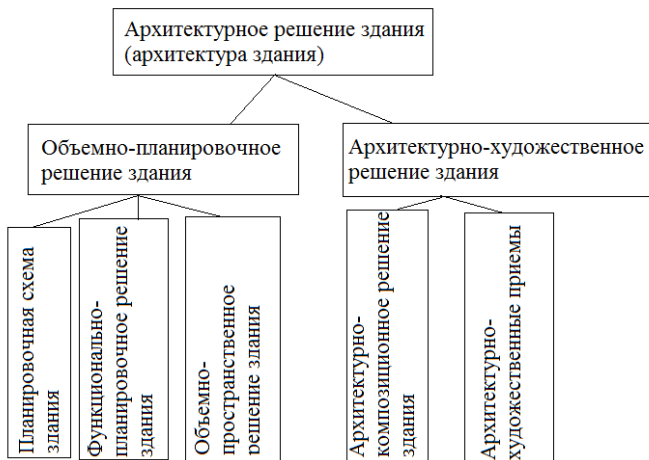 Архитектурное решение здания
(архитектура здания)
Объемно-планировочное
решение здания
Архитектурно-художественное
решение здания
Планировочная схема
здания
Функционально-
планировочное решение
здания
Объемно-
пространственное
решение здания
Архитектурно-
композиционное решение
здания
Архитектурно-
художественные приемы